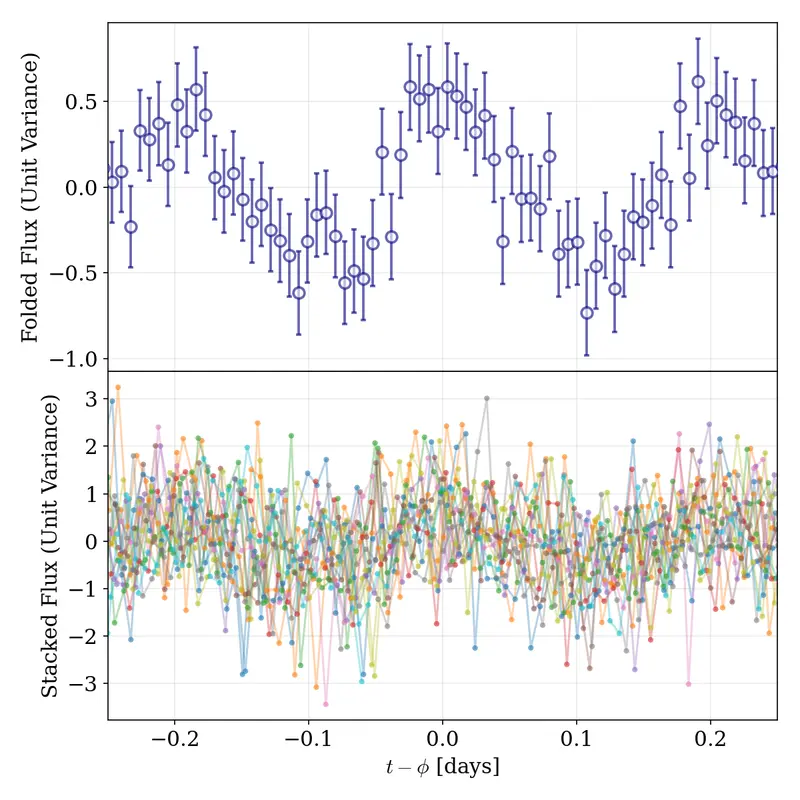 Folded Flux (Unit Variance)
0.5
0.0
−0.5
−1.0
Stacked Flux (Unit Variance)
3
2
1
0
−1
−2
−3
−0.2 −0.1 0.0 0.1 0.2
t − ϕ [days]